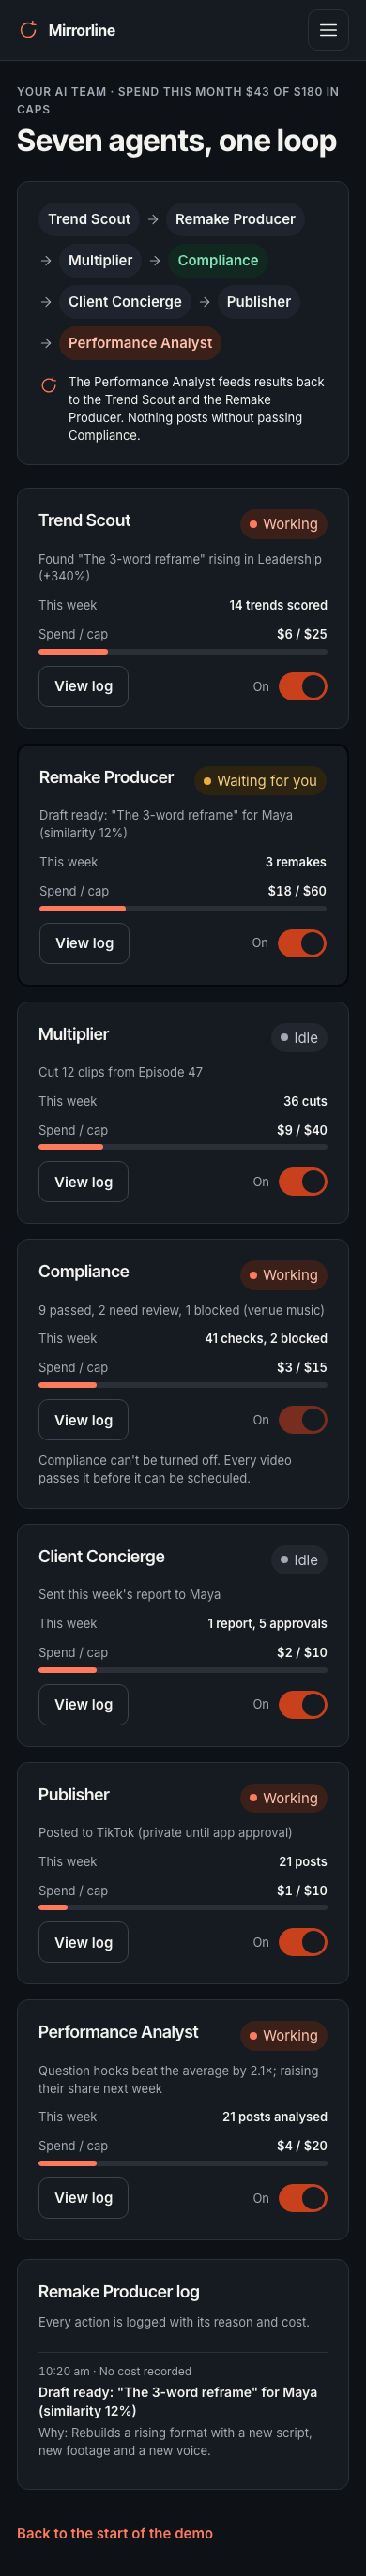 Mirrorline
YOUR AI TEAM · SPEND THIS MONTH $43 OF $180 IN
CAPS
Seven agents, one loop
Trend Scout → Remake Producer
→ Multiplier → Compliance
→ Client Concierge → Publisher
→ Performance Analyst
The Performance Analyst feeds results back
to the Trend Scout and the Remake
Producer. Nothing posts without passing
Compliance.
Trend Scout
Working
Found "The 3-word reframe" rising in Leadership
(+340%)
This week 14 trends scored
Spend / cap $6 / $25
View log On
Remake Producer
Waiting for you
Draft ready: "The 3-word reframe" for Maya
(similarity 12%)
This week 3 remakes
Spend / cap $18 / $60
View log On
Multiplier
Idle
Cut 12 clips from Episode 47
This week 36 cuts
Spend / cap $9 / $40
View log On
Compliance
Working
9 passed, 2 need review, 1 blocked (venue music)
This week 41 checks, 2 blocked
Spend / cap $3 / $15
View log On
Compliance can't be turned off. Every video
passes it before it can be scheduled.
Client Concierge
Idle
Sent this week's report to Maya
This week 1 report, 5 approvals
Spend / cap $2 / $10
View log On
Publisher
Working
Posted to TikTok (private until app approval)
This week 21 posts
Spend / cap $1 / $10
View log On
Performance Analyst
Working
Question hooks beat the average by 2.1×; raising
their share next week
This week 21 posts analysed
Spend / cap $4 / $20
View log On
Remake Producer log
Every action is logged with its reason and cost.
10:20 am · No cost recorded
Draft ready: "The 3-word reframe" for Maya
(similarity 12%)
Why: Rebuilds a rising format with a new script,
new footage and a new voice.
Back to the start of the demo